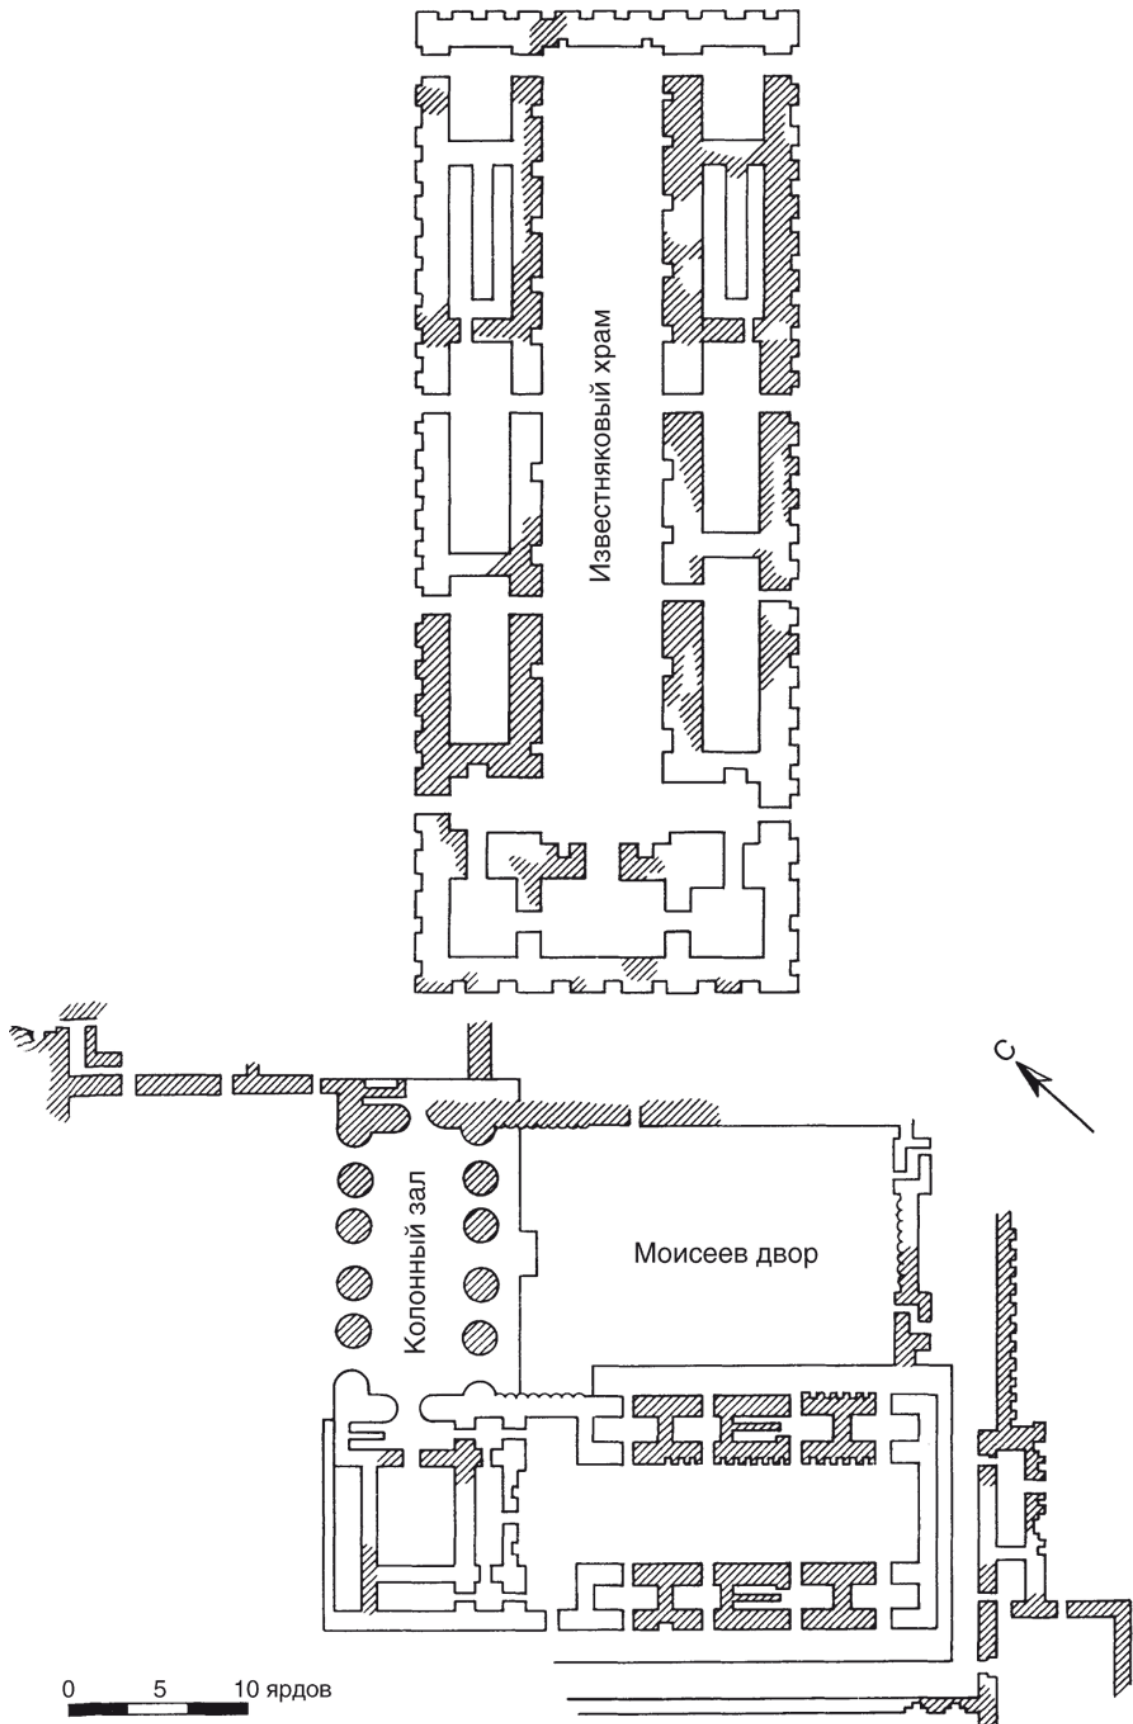 Известняковый храм
С
Колонный зал
Моисеев двор
0 5 10 ярдов